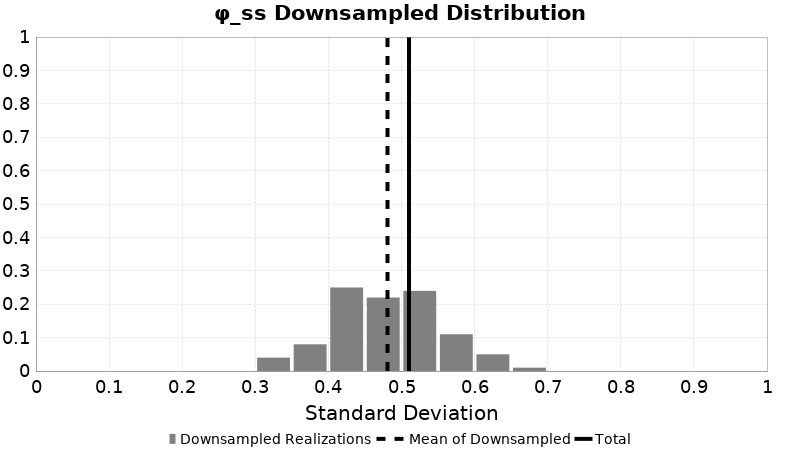 φ_ss Downsampled Distribution
1
0.9
0.8
0.7
0.6
0.5
0.4
0.3
0.2
0.1
0
0 0.1 0.2 0.3 0.4 0.5 0.6 0.7 0.8 0.9 1
Standard Deviation
Downsampled Realizations Mean of Downsampled Total